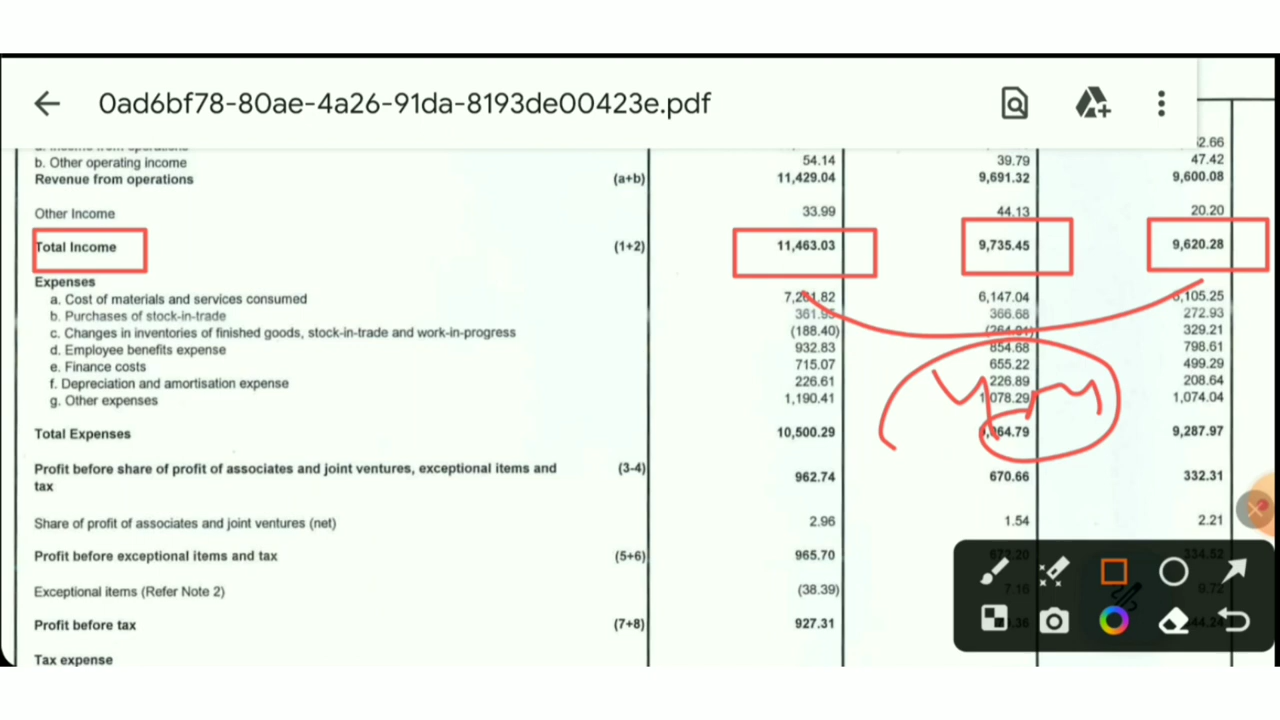 0ad6bf78-80ae-4a26-91da-8193de00423e.pdf
2.66
b. Other operating income 54.14 39.79 47.42
Revenue from operations (a+b) 11,429.04 9,691.32 9,600.08
Other Income 33.99 44.13 20.20
Total Income (1+2) 11,463.03 9,735.45 9,620.28
Expenses
a. Cost of materials and services consumed 6,147.04
b. Purchases of stock-in-trade 366.68 272.93
c. Changes in inventories of finished goods, stock-in-trade and work-in-progress (188.40) 329.21
d. Employee benefits expense 932.83 854.68 798.61
e. Finance costs 715.07 655.22 499.29
f. Depreciation and amortisation expense 226.61 226.89 208.64
g. Other expenses 1,190.41 1,078.29 1,074.04
Total Expenses 10,500.29 9,287.97
Profit before share of profit of associates and joint ventures, exceptional items and (3-4) 962.74 670.66 332.31
tax
Share of profit of associates and joint ventures (net) 2.96 1.54 2.21
Profit before exceptional items and tax (5+6) 965.70
Exceptional items (Refer Note 2) (38.39)
Profit before tax (7+8) 927.31
Tax expense